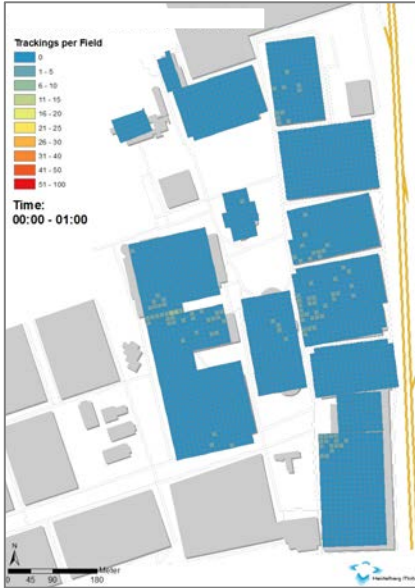 Trackings per Field
0
1 - 5
6 - 10
11 - 15
16 - 20
21 - 25
26 - 30
31 - 40
41 - 50
51 - 100
Time:
00:00 - 01:00
N
Meter
0 45 90 180
Heidelberg